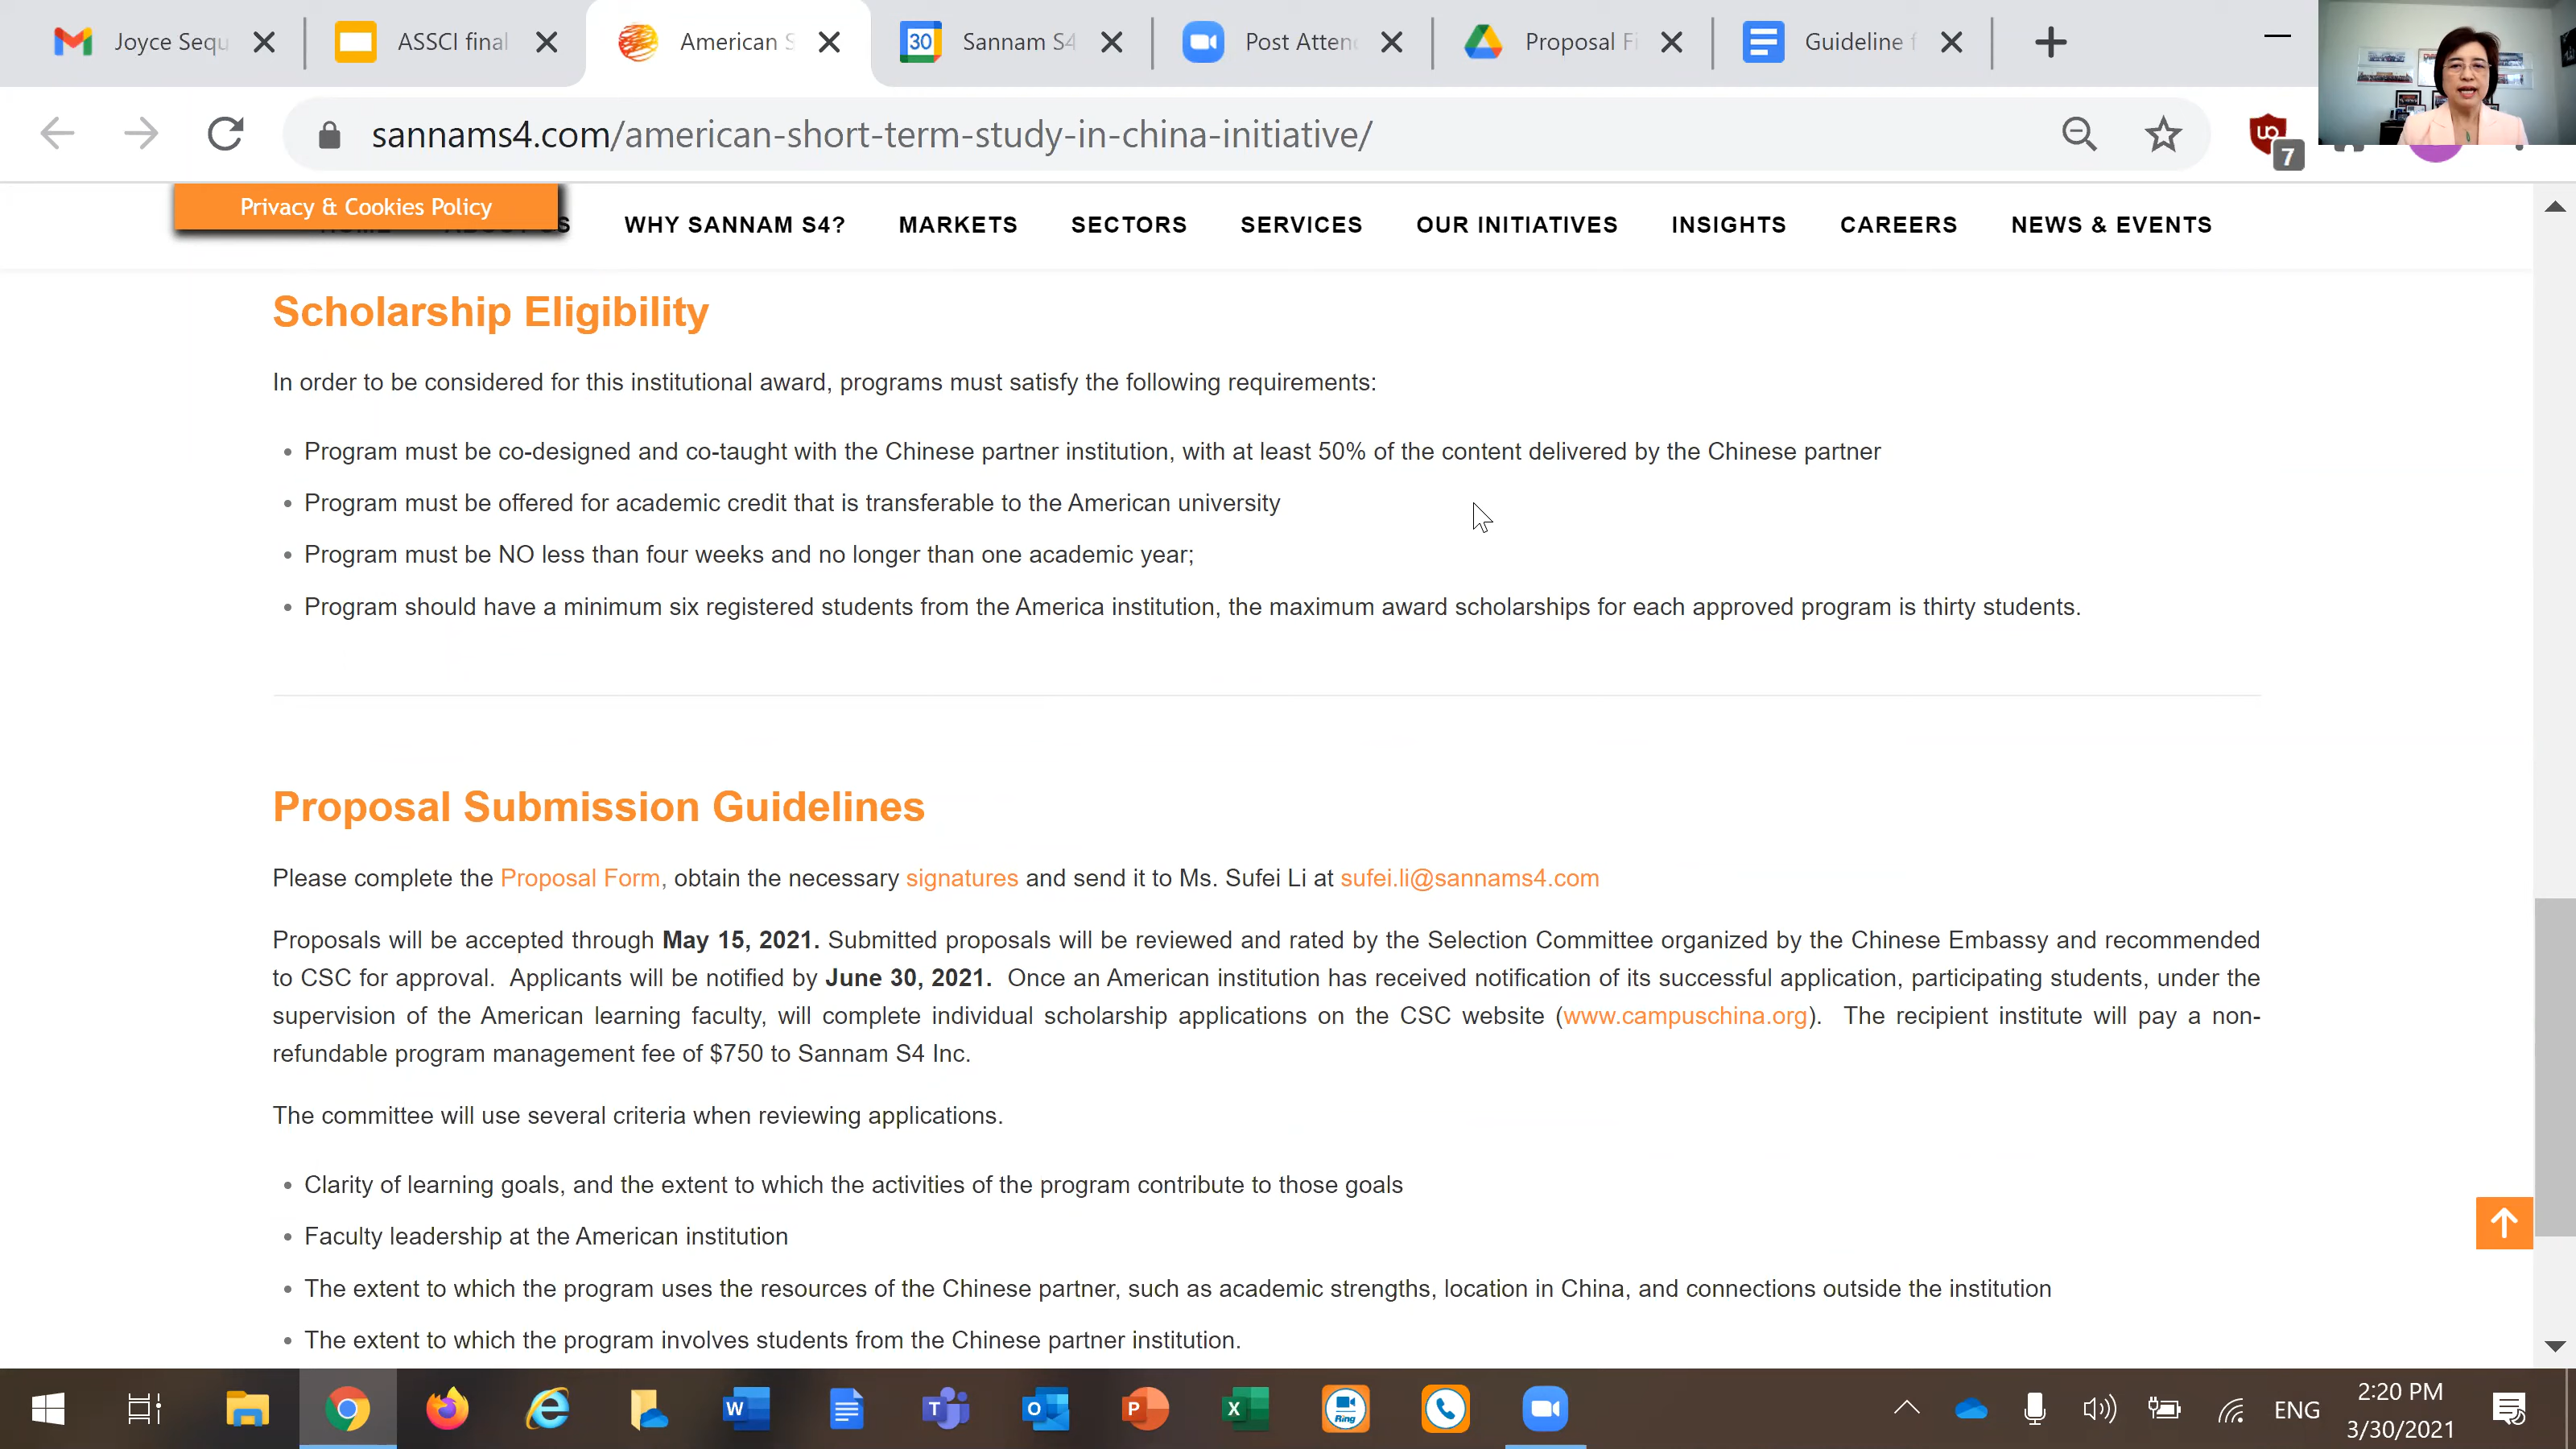 Joyce Sequ
ASSCI final
American S
30
Sannam S4
Post Atten
Proposal Fi
Guideline f
sannams4.com/american-short-term-study-in-china-initiative/
7
Privacy & Cookies Policy
WHY SANNAM S4?
MARKETS
SECTORS
SERVICES
OUR INITIATIVES
INSIGHTS
CAREERS
NEWS & EVENTS
Scholarship Eligibility
In order to be considered for this institutional award, programs must satisfy the following requirements:
• Program must be co-designed and co-taught with the Chinese partner institution, with at least 50% of the content delivered by the Chinese partner
• Program must be offered for academic credit that is transferable to the American university
• Program must be NO less than four weeks and no longer than one academic year;
• Program should have a minimum six registered students from the America institution, the maximum award scholarships for each approved program is thirty students.
Proposal Submission Guidelines
Please complete the Proposal Form, obtain the necessary signatures and send it to Ms. Sufei Li at sufei.li@sannams4.com
Proposals will be accepted through May 15, 2021. Submitted proposals will be reviewed and rated by the Selection Committee organized by the Chinese Embassy and recommended
to CSC for approval. Applicants will be notified by June 30, 2021. Once an American institution has received notification of its successful application, participating students, under the
supervision of the American learning faculty, will complete individual scholarship applications on the CSC website (www.campuschina.org). The recipient institute will pay a non-
refundable program management fee of $750 to Sannam S4 Inc.
The committee will use several criteria when reviewing applications.
• Clarity of learning goals, and the extent to which the activities of the program contribute to those goals
• Faculty leadership at the American institution
• The extent to which the program uses the resources of the Chinese partner, such as academic strengths, location in China, and connections outside the institution
• The extent to which the program involves students from the Chinese partner institution.
W
T
O
P
X
Ring
ENG
2:20 PM
3/30/2021